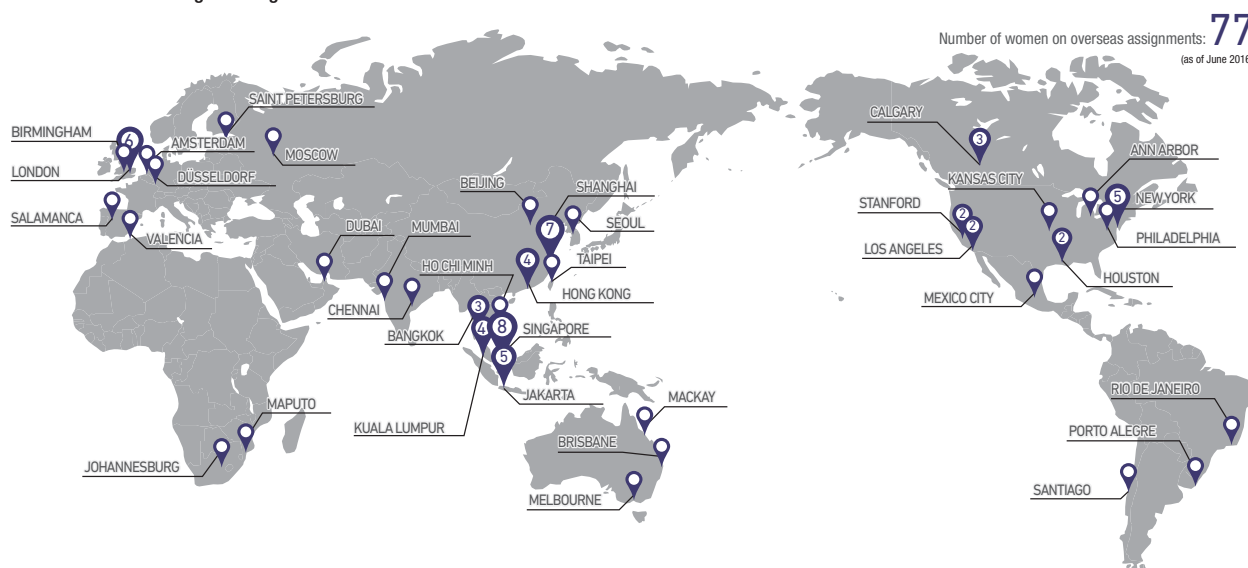 Number of women on overseas assignments: 77
(as of June 2016
SAINT PETERSBURG
BIRMINGHAM
6
AMSTERDAM
MOSCOW
LONDON
DÜSSELDORF
SALAMANCA
VALENCIA
DUBAI
MUMBAI
BEIJING
SHANGHAI
7
SEOUL
TAIPEI
HO CHI MINH
4
HONG KONG
CHENNAI
BANGKOK
3
4
8
SINGAPORE
5
JAKARTA
KUALA LUMPUR
MAPUTO
JOHANNESBURG
MACKAY
BRISBANE
MELBOURNE
CALGARY
3
ANN ARBOR
KANSAS CITY
5
NEW YORK
STANFORD
2
2
LOS ANGELES
2
PHILADELPHIA
HOUSTON
MEXICO CITY
RIO DE JANEIRO
PORTO ALEGRE
SANTIAGO